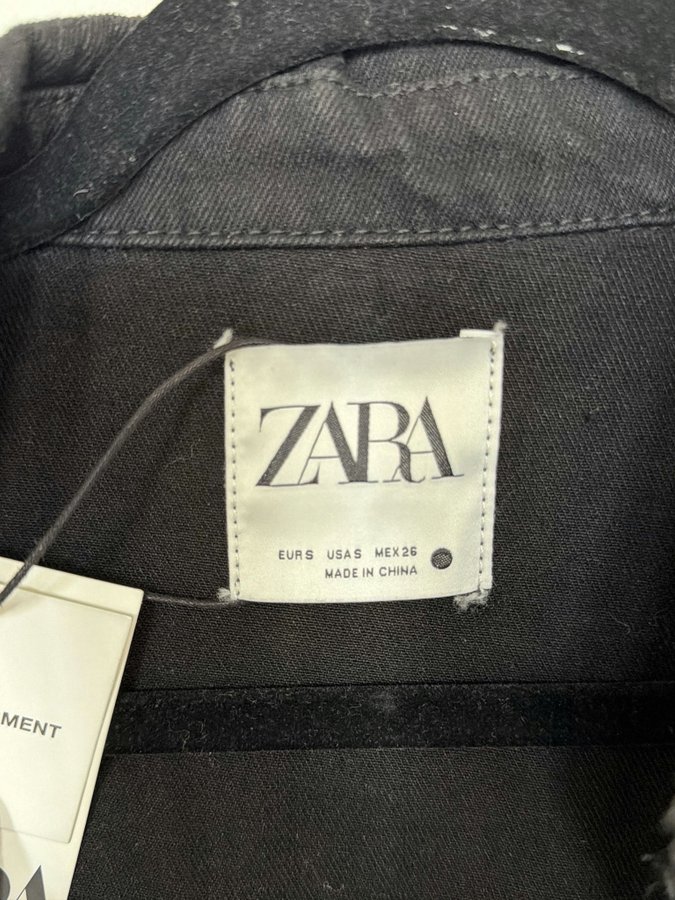 ZARA
EUR S USA S MEX 26
MADE IN CHINA
MENT